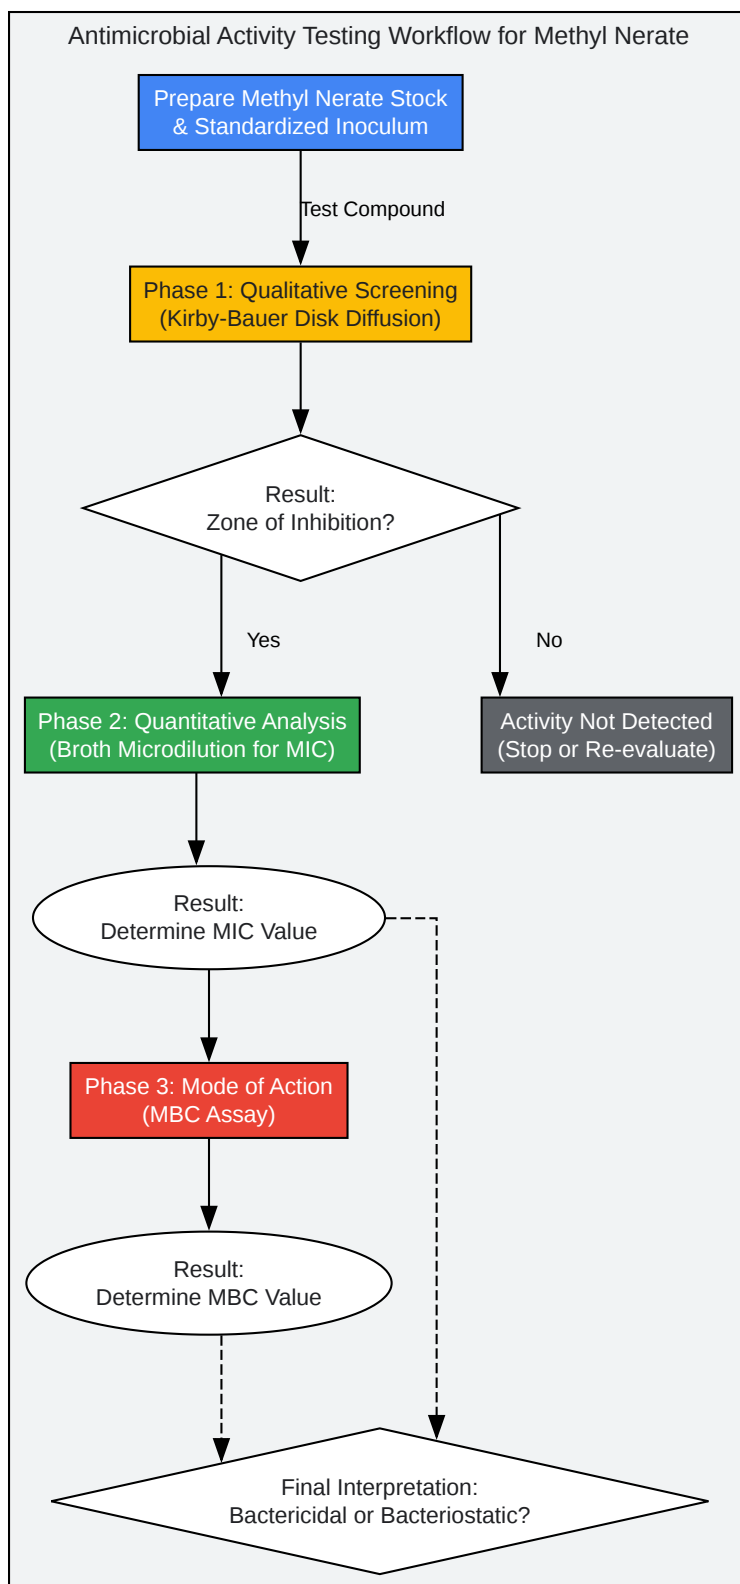 Antimicrobial Activity Testing Workflow for Methyl Nerate
Prepare Methyl Nerate Stock
& Standardized Inoculum
Test Compound
Phase 1: Qualitative Screening
(Kirby-Bauer Disk Diffusion)
Result:
Zone of Inhibition?
Yes
No
Phase 2: Quantitative Analysis
(Broth Microdilution for MIC)
Activity Not Detected
(Stop or Re-evaluate)
Result:
Determine MIC Value
Phase 3: Mode of Action
(MBC Assay)
Result:
Determine MBC Value
Final Interpretation:
Bactericidal or Bacteriostatic?